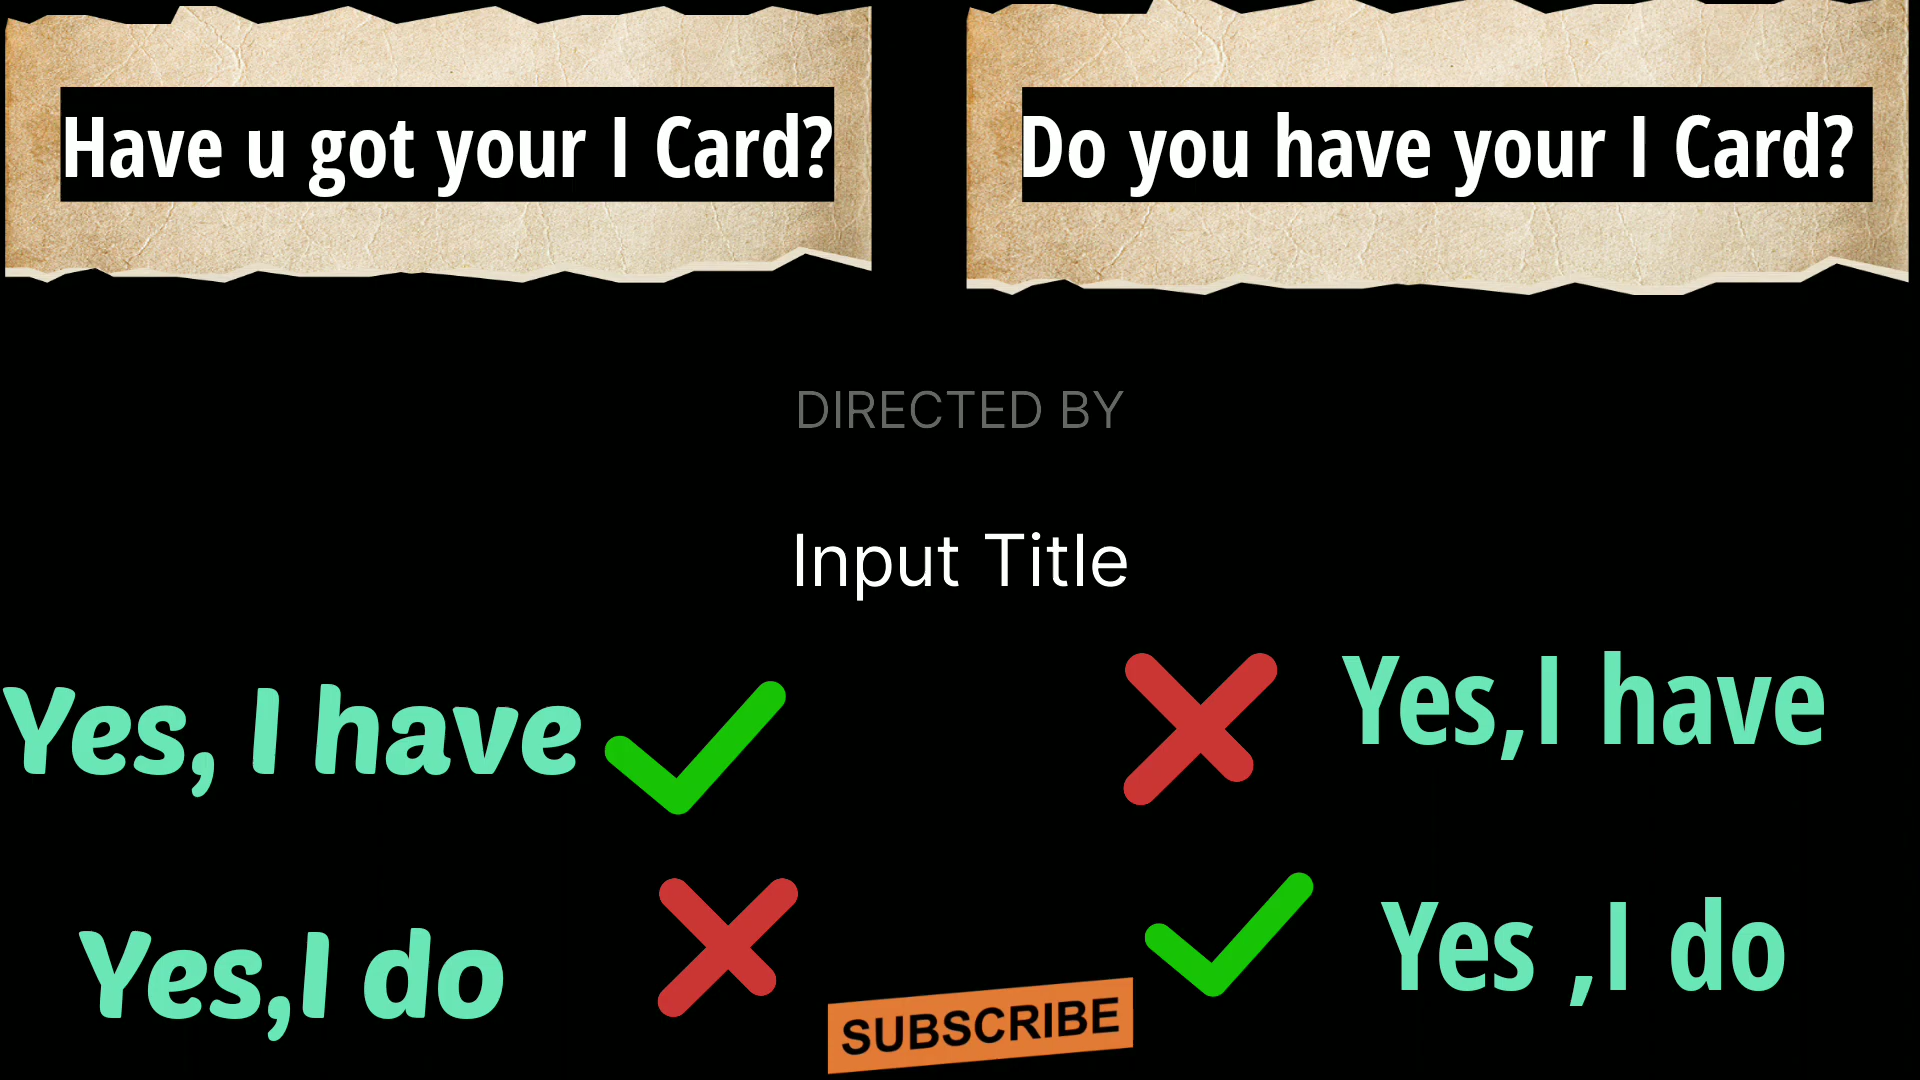 Have u got your I Card?
Do you have your I Card?
DIRECTED BY
Input Title
Yes, I have
Yes,I have
Yes,I do
Yes ,I do
SUBSCRIBE